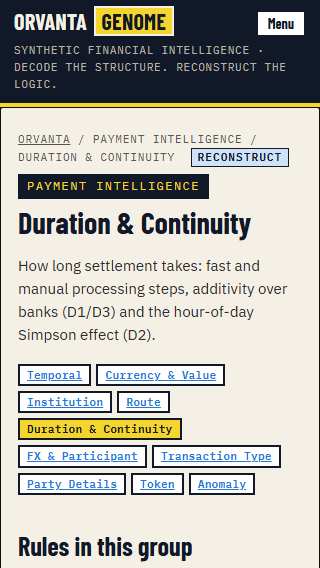 ORVANTA GENOME
Menu
SYNTHETIC FINANCIAL INTELLIGENCE ·
DECODE THE STRUCTURE. RECONSTRUCT THE
LOGIC.
ORVANTA / PAYMENT INTELLIGENCE /
DURATION & CONTINUITY RECONSTRUCT
PAYMENT INTELLIGENCE
Duration & Continuity
How long settlement takes: fast and
manual processing steps, additivity over
banks (D1/D3) and the hour-of-day
Simpson effect (D2).
Temporal Currency & Value
Institution Route
Duration & Continuity
FX & Participant Transaction Type
Party Details Token Anomaly
Rules in this group